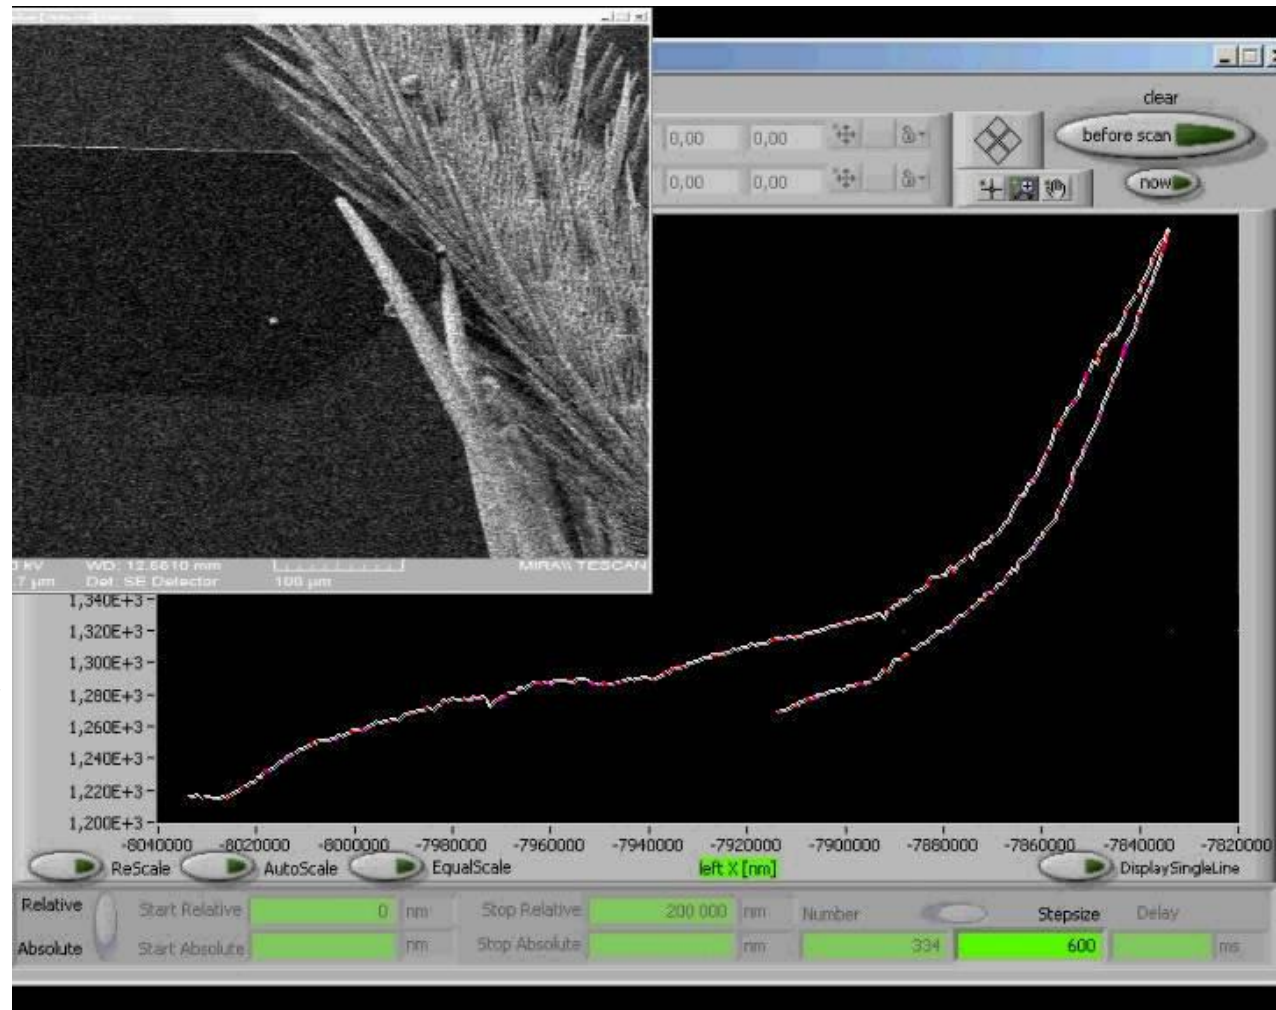 clear
0,00 0,00 before scan
0,00 0,00 now
kV WD: 12.6610 mm MIRA\\ TESCAN
.7 µm Det: SE Detector 100 µm
1,340E+3
1,320E+3
1,300E+3
1,280E+3
1,260E+3
1,240E+3
1,220E+3
1,200E+3
-8040000 -8020000 -8000000 -7980000 -7960000 -7940000 -7920000 -7900000 -7880000 -7860000 -7840000 -7820000
ReScale AutoScale EqualScale left X [nm] DisplaySingleLine
Relative Start Relative 0 nm Stop Relative 200 000 nm Number Stepsize Delay
Absolute Start Absolute nm Stop Absolute nm 334 600 ms